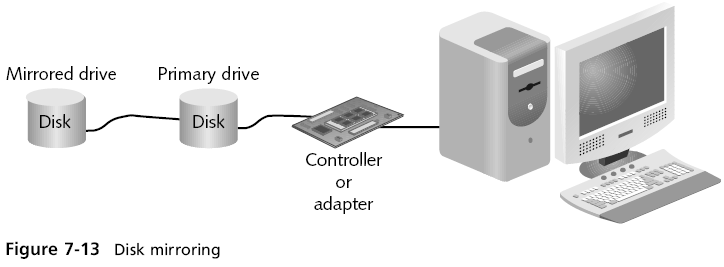 Mirrored drive
Primary drive
Disk
Disk
Controller
or
adapter
Figure 7-13 Disk mirroring